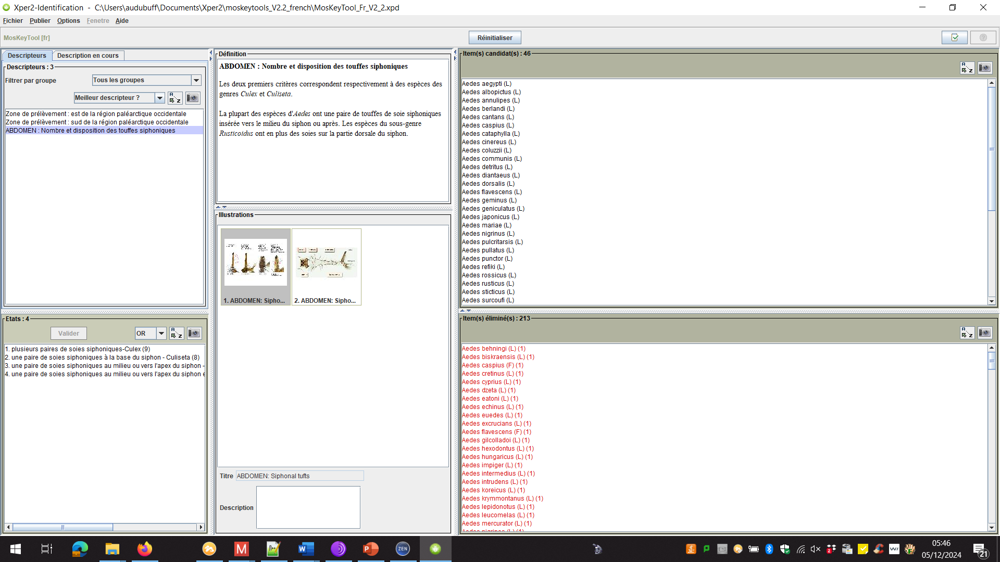 Xper2-Identification - C:\Users\audubuff\Documents\Xper2\moskeytools_V2.2_french\MosKeyTool_Fr_V2_2.xpd
Fichier Publier Options Fenetre Aide
MosKeyTool [fr]
Réinitialiser
Descripteurs Description en cours
Descripteurs : 3
Filtrer par groupe Tous les groupes
Meilleur descripteur ?
Zone de prélèvement : est de la région paléarctique occidentale
Zone de prélèvement : sud de la région paléarctique occidentale
ABDOMEN : Nombre et disposition des touffes siphoniques
Etats : 4
Valider OR
1. plusieurs paires de soies siphoniques-Culex (9)
2. une paire de soies siphoniques à la base du siphon - Culiseta (8)
3. une paire de soies siphoniques au milieu ou vers l'apex du siphon -
4. une paire de soies siphoniques au milieu ou vers l'apex du siphon e
Définition
ABDOMEN : Nombre et disposition des touffes siphoniques
Les deux premiers critères correspondent respectivement à des espèces des
genres Culex et Culiseta.
La plupart des espèces d'Aedes ont une paire de touffes de soie siphoniques
insérée vers le milieu du siphon ou après. Les espèces du sous-genre
Rusticoidus ont en plus des soies sur la partie dorsale du siphon.
Illustrations
1. ABDOMEN: Sipho... 2. ABDOMEN: Sipho...
Titre ABDOMEN: Siphonal tufts
Description
Item(s) candidat(s) : 46
Aedes aegypti (L)
Aedes albopictus (L)
Aedes annulipes (L)
Aedes berlandi (L)
Aedes cantans (L)
Aedes caspius (L)
Aedes cataphylla (L)
Aedes cinereus (L)
Aedes coluzzii (L)
Aedes communis (L)
Aedes detritus (L)
Aedes diantaeus (L)
Aedes dorsalis (L)
Aedes flavescens (L)
Aedes geminus (L)
Aedes geniculatus (L)
Aedes japonicus (L)
Aedes mariae (L)
Aedes nigrinus (L)
Aedes pulcritarsis (L)
Aedes pullatus (L)
Aedes punctor (L)
Aedes refiki (L)
Aedes rossicus (L)
Aedes rusticus (L)
Aedes sticticus (L)
Aedes surcoufi (L)
Item(s) éliminé(s) : 213
Aedes behningi (L) (1)
Aedes biskraensis (L) (1)
Aedes caspius (F) (1)
Aedes cretinus (L) (1)
Aedes cyprius (L) (1)
Aedes dzeta (L) (1)
Aedes eatoni (L) (1)
Aedes echinus (L) (1)
Aedes euedes (L) (1)
Aedes excrucians (L) (1)
Aedes flavescens (F) (1)
Aedes gilcolladoi (L) (1)
Aedes hexodontus (L) (1)
Aedes hungaricus (L) (1)
Aedes impiger (L) (1)
Aedes intermedius (L) (1)
Aedes intrudens (L) (1)
Aedes koreicus (L) (1)
Aedes krymmontanus (L) (1)
Aedes lepidonotus (L) (1)
Aedes leucomelas (L) (1)
Aedes mercurator (L) (1)
ZEN
05:46
05/12/2024
21